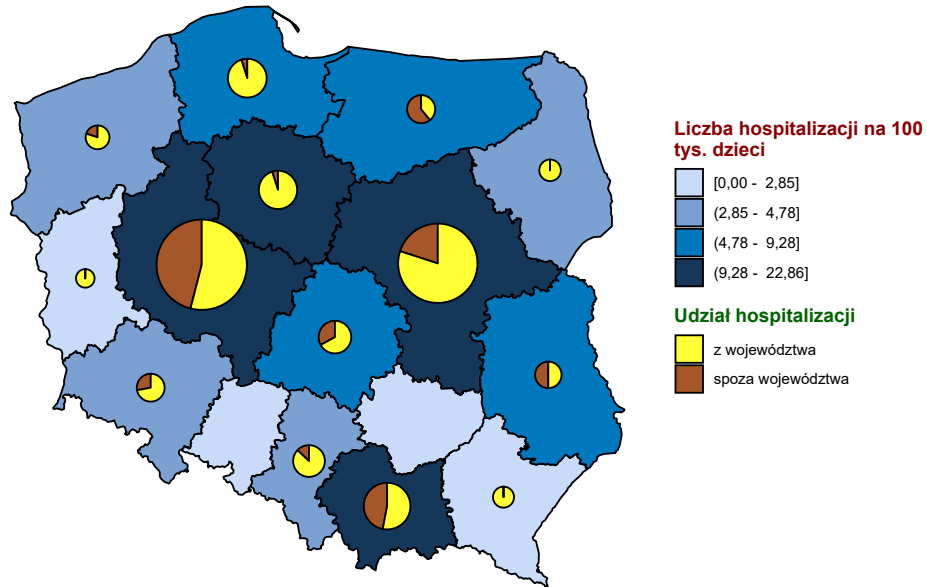 Liczba hospitalizacji na 100
tys. dzieci
[0,00 - 2,85]
(2,85 - 4,78]
(4,78 - 9,28]
(9,28 - 22,86]
Udział hospitalizacji
z województwa
spoza województwa